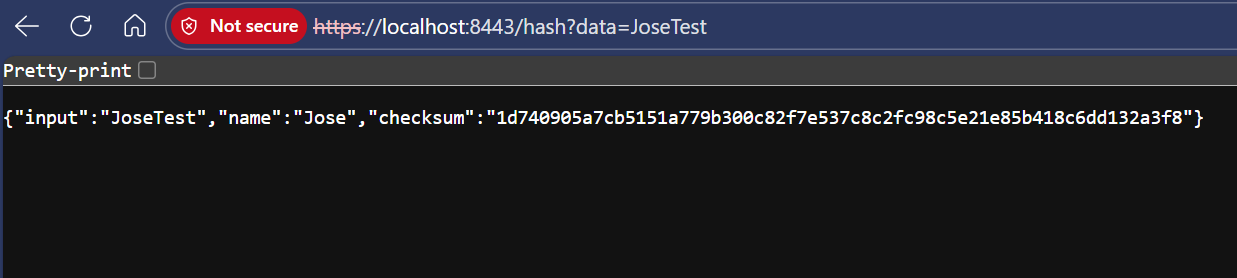 Not secure https://localhost:8443/hash?data=JoseTest
Pretty-print
{"input":"JoseTest","name":"Jose","checksum":"1d740905a7cb5151a779b300c82f7e537c8c2fc98c5e21e85b418c6dd132a3f8"}